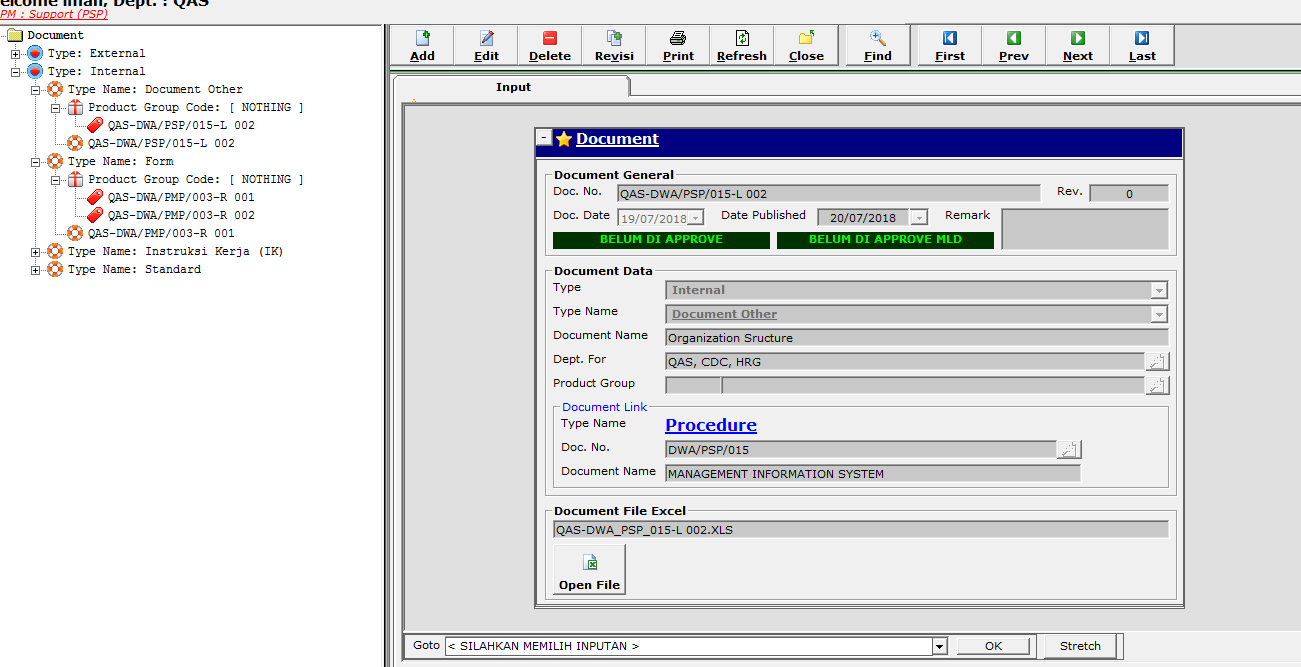 elcome iman, Dept. : QAS
PM : Support (PSP)
Document
Type: External
Type: Internal
Type Name: Document Other
Product Group Code: [ NOTHING ]
QAS-DWA/PSP/015-L 002
QAS-DWA/PSP/015-L 002
Type Name: Form
Product Group Code: [ NOTHING ]
QAS-DWA/PMP/003-R 001
QAS-DWA/PMP/003-R 002
QAS-DWA/PMP/003-R 001
Type Name: Instruksi Kerja (IK)
Type Name: Standard
Add Edit Delete Revisi Print Refresh Close Find First Prev Next Last
Input
- Document
Document General
Doc. No. QAS-DWA/PSP/015-L 002 Rev. 0
Doc. Date 19/07/2018 Date Published 20/07/2018 Remark
BELUM DI APPROVE BELUM DI APPROVE MLD
Document Data
Type Internal
Type Name Document Other
Document Name Organization Sructure
Dept. For QAS, CDC, HRG
Product Group
Document Link
Type Name Procedure
Doc. No. DWA/PSP/015
Document Name MANAGEMENT INFORMATION SYSTEM
Document File Excel
QAS-DWA_PSP_015-L 002.XLS
Open File
Goto < SILAHKAN MEMILIH INPUTAN > OK Stretch